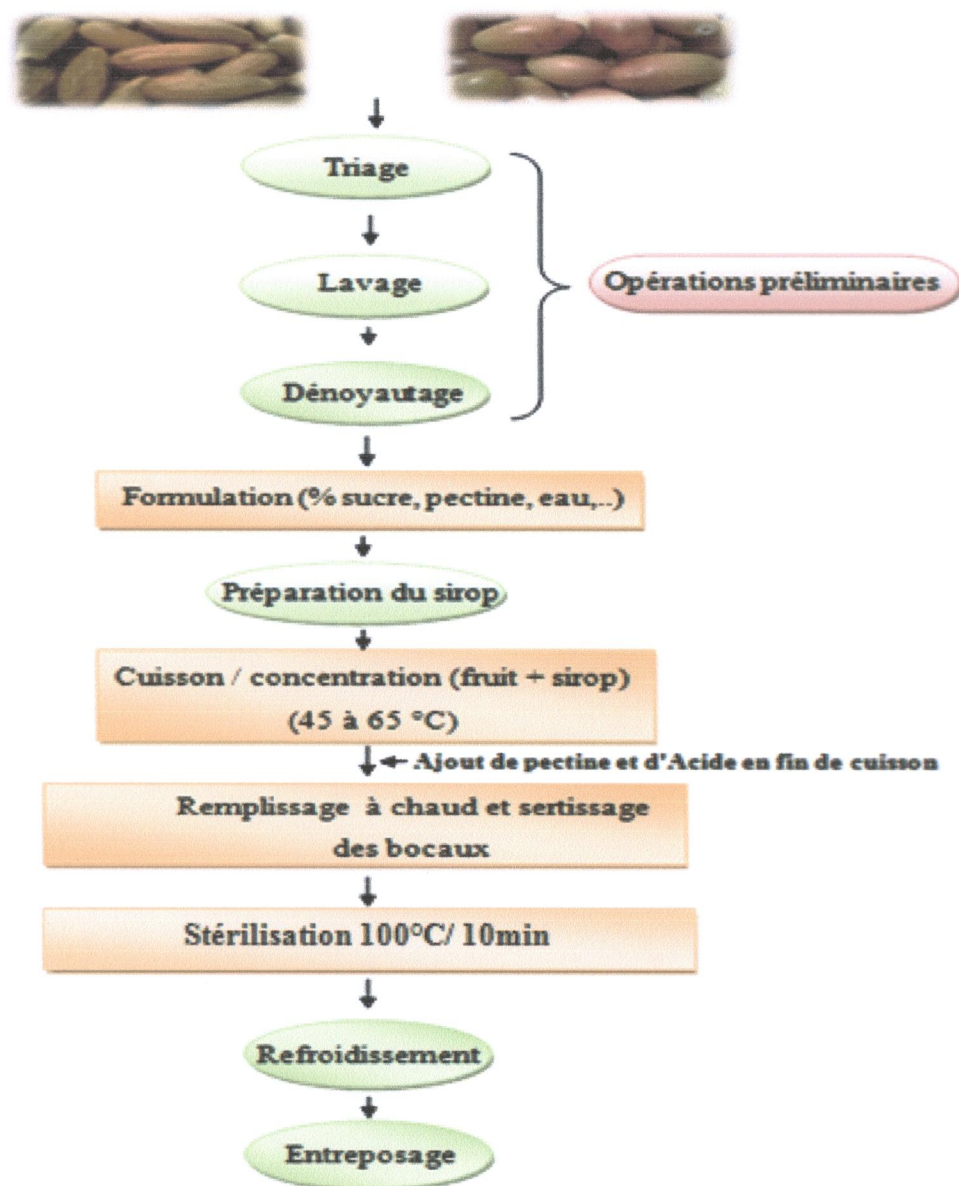 Triage
Lavage
Opérations préliminaires
Dénoyautage
Formulation (% sucre, pectine, eau,..)
Préparation du sirop
Cuisson / concentration (fruit + sirop)
(45 à 65 °C)
Ajout de pectine et d'Acide en fin de cuisson
Remplissage à chaud et sertissage
des bocaux
Stérilisation 100°C/ 10min
Refroidissement
Entreposage